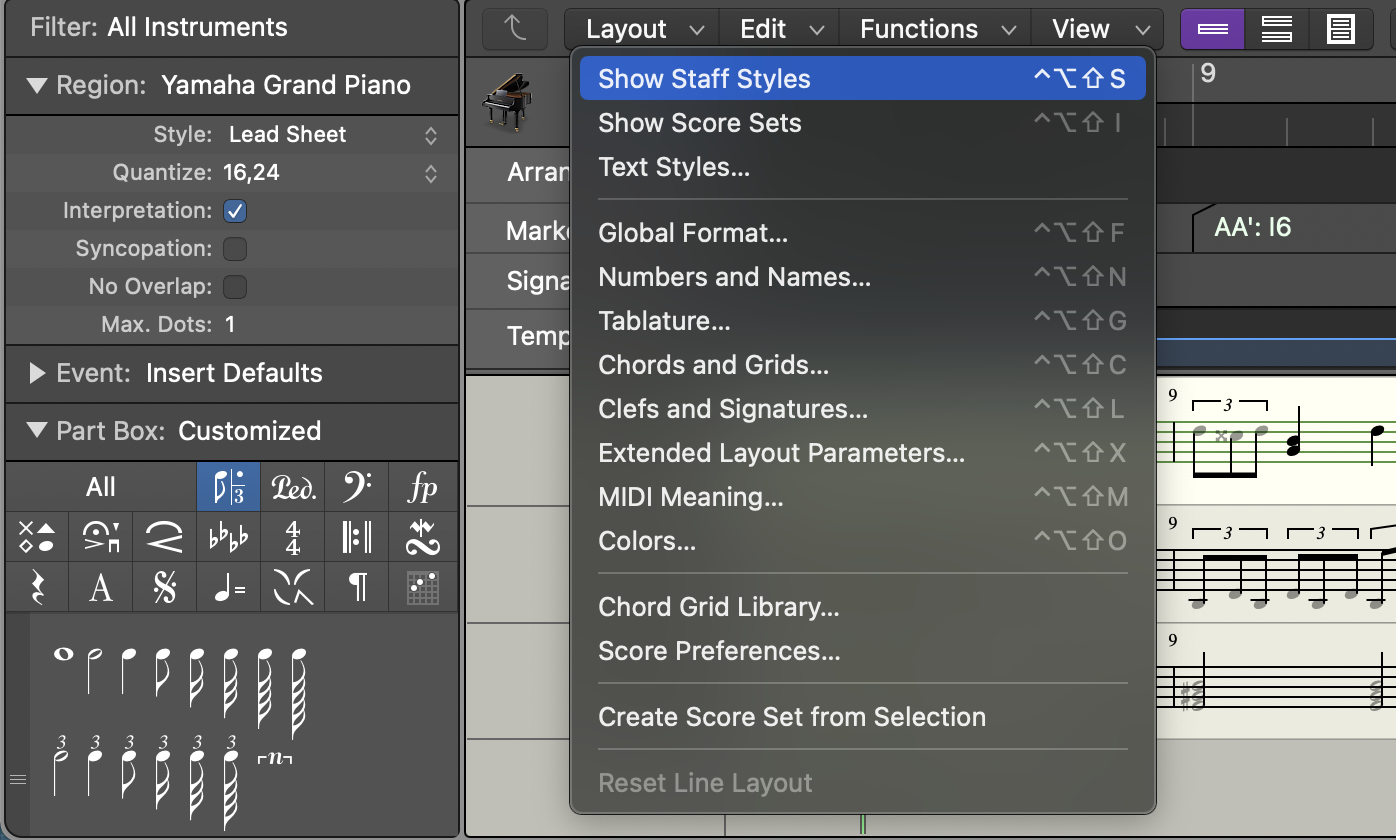 Filter: All Instruments
Region: Yamaha Grand Piano
Style: Lead Sheet
Quantize: 16,24
Interpretation:
Syncopation:
No Overlap:
Max. Dots: 1
Event: Insert Defaults
Part Box: Customized
All
3
Ped.
fp
4
4
A
¶
3 3 3 3 3 3
n
Layout Edit Functions View
Show Staff Styles ^⌥⇧S
Show Score Sets ^⌥⇧I
Text Styles...
Global Format... ^⌥⇧F
Numbers and Names... ^⌥⇧N
Tablature... ^⌥⇧G
Chords and Grids... ^⌥⇧C
Clefs and Signatures... ^⌥⇧L
Extended Layout Parameters... ^⌥⇧X
MIDI Meaning... ^⌥⇧M
Colors... ^⌥⇧O
Chord Grid Library...
Score Preferences...
Create Score Set from Selection
Reset Line Layout
Arran
Marke
Signa
Temp
9
AA': I6
9 3
9 3 3
9